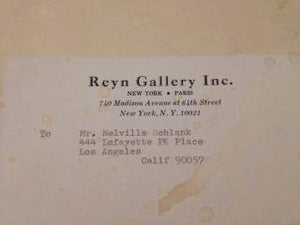 Reyn Gallery Inc.
NEW YORK • PARIS
740 Madison Avenue at 64th Street
New York, N. Y. 10021
To Mr. Melville Schlank
444 Lafayette PK Place
Los Angeles
Calif 90057